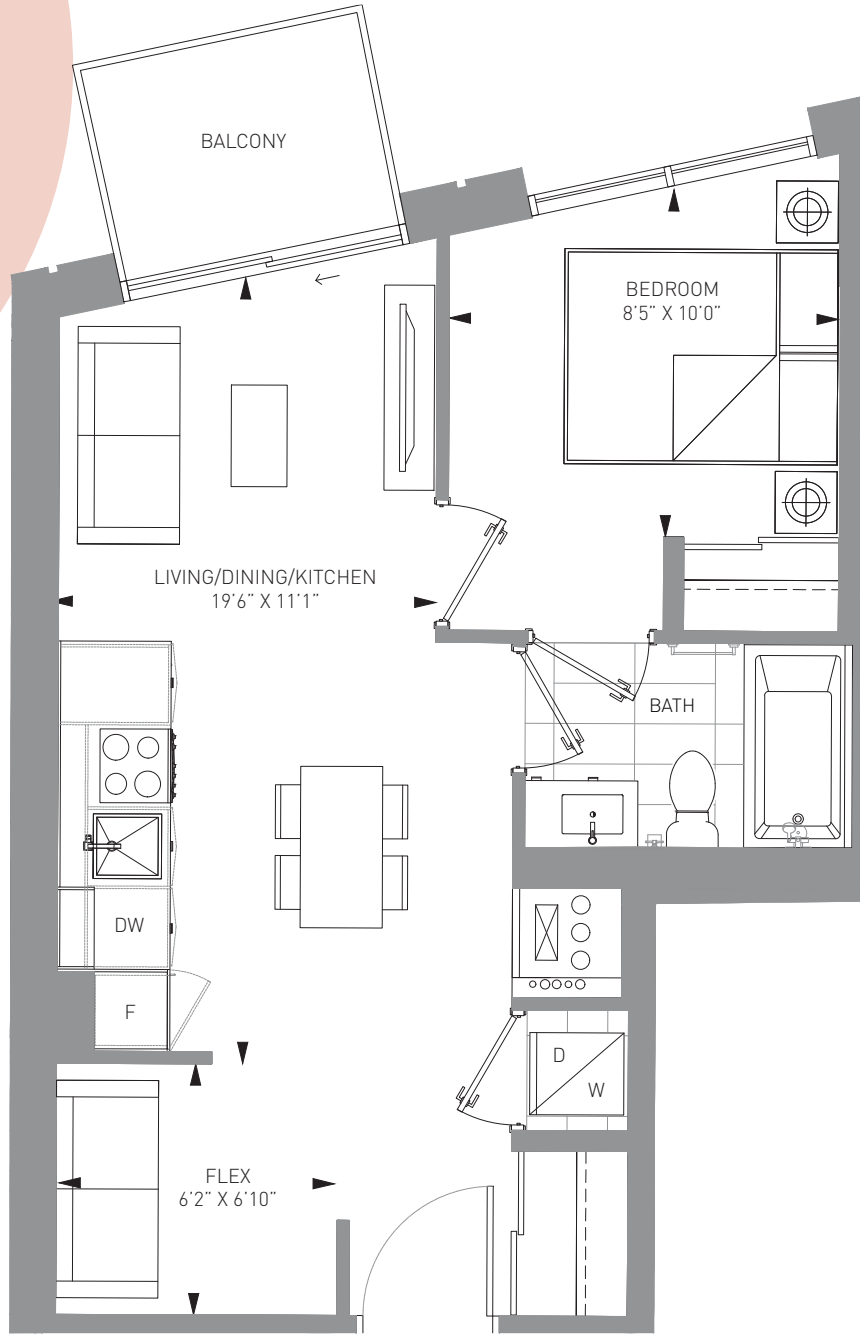 BALCONY
BEDROOM
8'5" X 10'0"
LIVING/DINING/KITCHEN
19'6" X 11'1"
BATH
DW
F
D
W
FLEX
6'2" X 6'10"